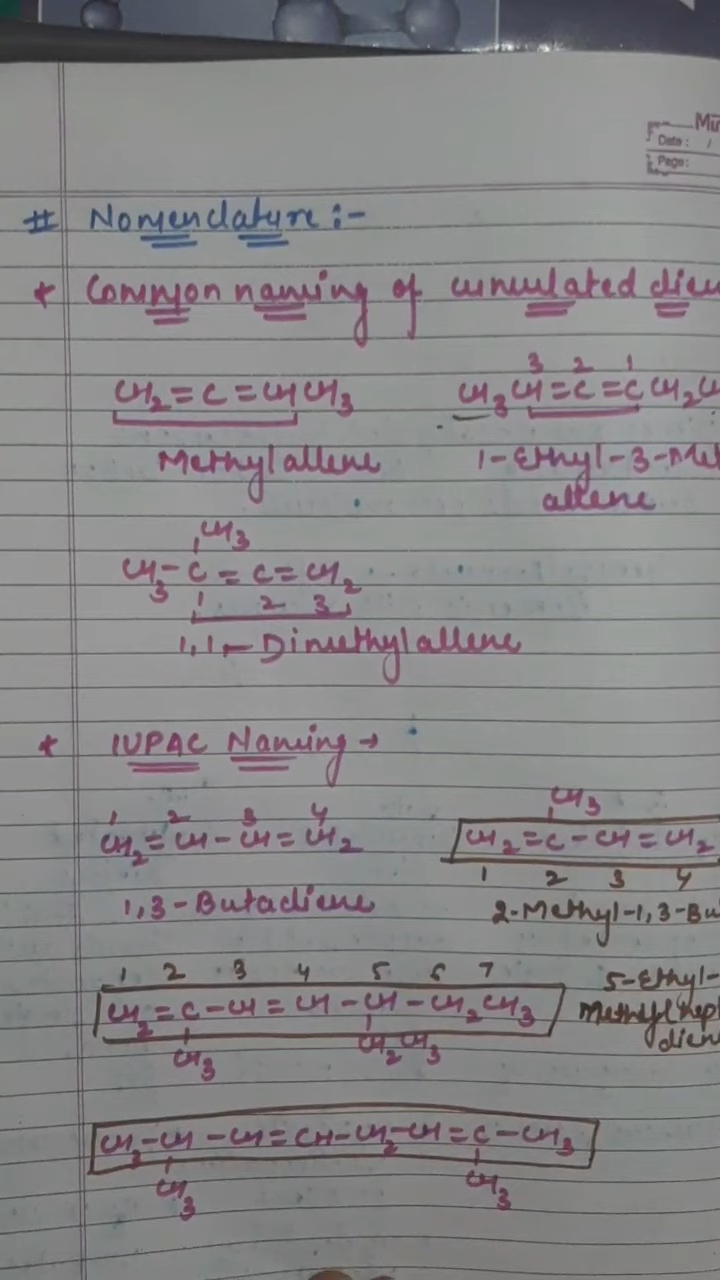 Date : /
Page:
# Nomenclature :-
* Common naming of cumulated
CH2=C=CHCH3
3 2 1
CH3CH=C=CCH2
Methylallene
1-Ethyl-3-
allene
CH3
CH3-C=C=CH2
1 2 3
1,1-Dimethylallene
* IUPAC Naming →
1 2 3 4
CH2=CH-CH=CH2
1,3-Butadiene
CH3
CH2=C-CH=CH2
1 2 3 4
2-Methyl-1,3-
1 2 3 4 5 6 7
CH2=C-CH=CH-CH-CH2CH3
CH3 CH2CH3
5-Ethyl-
CH3-CH-CH=CH-CH2-CH=C-CH3
CH3 CH3